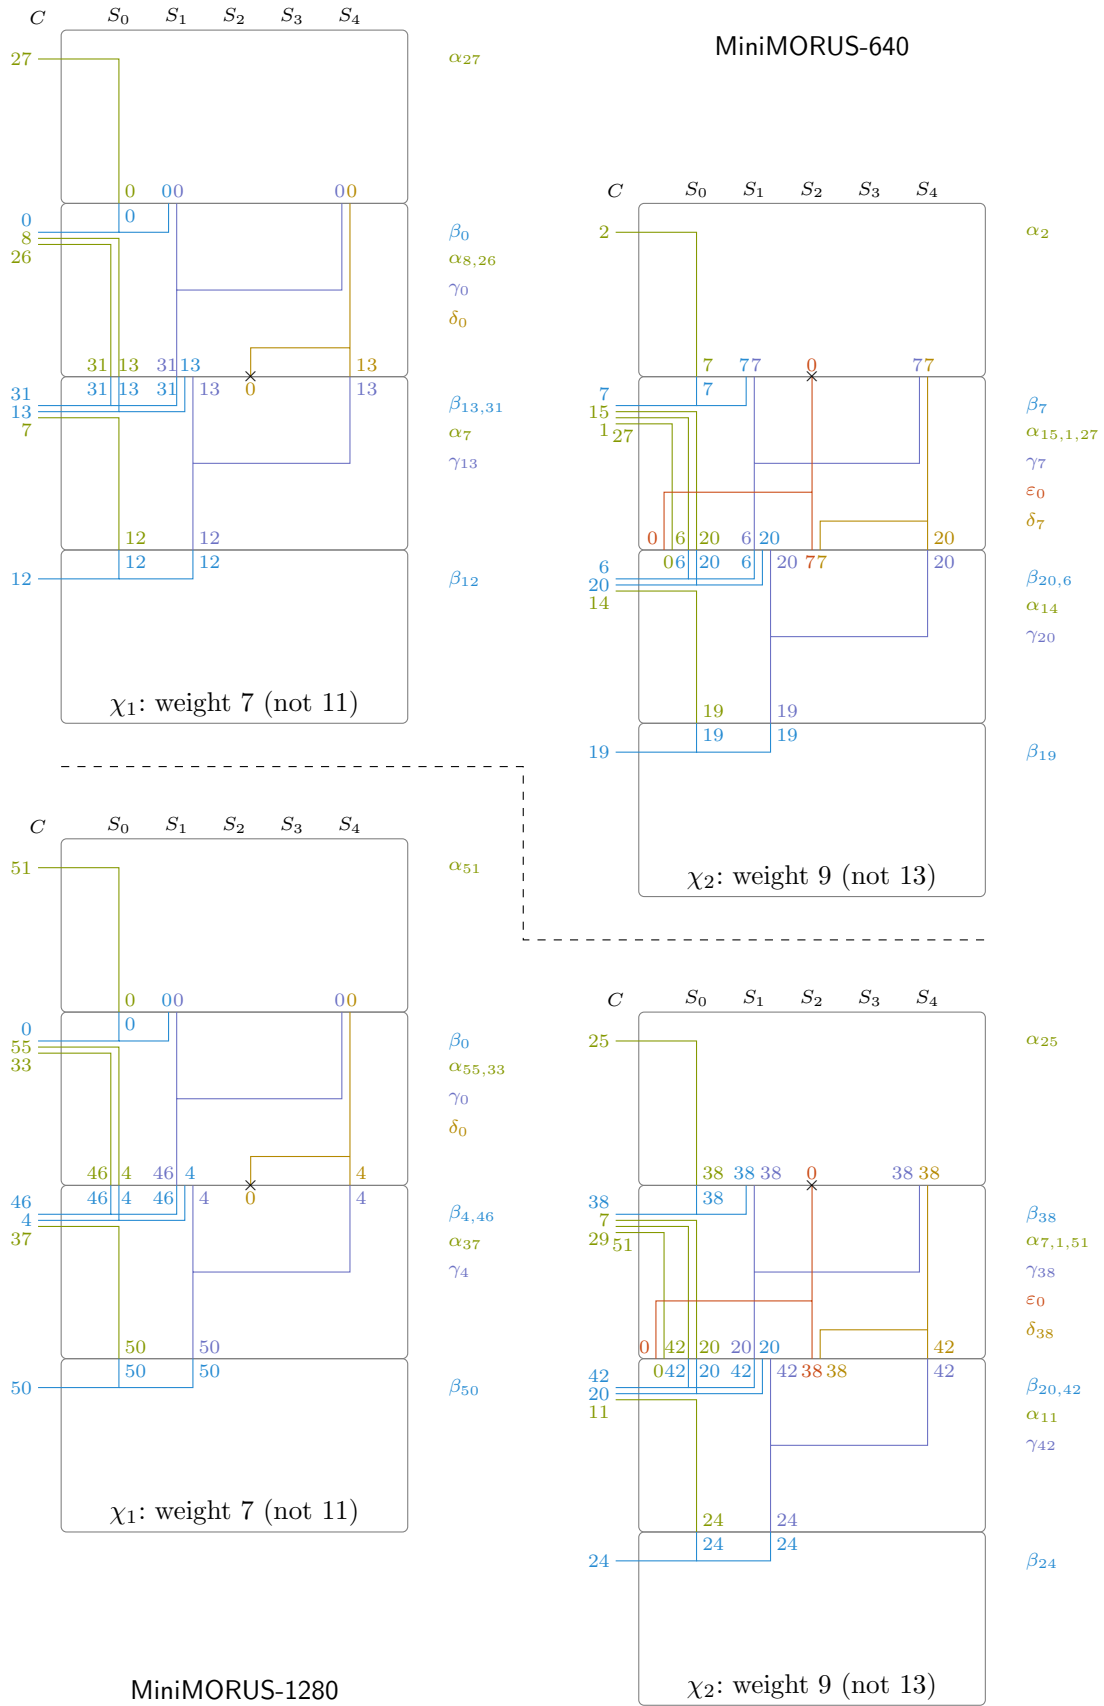 C S₀ S₁ S₂ S₃ S₄
27 α₂₇
0 00 00
0
0 β₀
8 α₈,₂₆
26
γ₀
δ₀
31 13 31 13 13
31 13 31 13 0 13
31 β₁₃,₃₁
13
7 α₇
γ₁₃
12 12
12 12
12 β₁₂
χ₁: weight 7 (not 11)
MiniMORUS-640
C S₀ S₁ S₂ S₃ S₄
2 α₂
7 77 0 77
7
7 β₇
15 α₁₅,₁,₂₇
1 27
γ₇
ε₀
δ₇
0 6 20 6 20 20
0 6 20 6 20 7 7 20
6 β₂₀,₆
20
14 α₁₄
γ₂₀
19 19
19 19
19 β₁₉
χ₂: weight 9 (not 13)
C S₀ S₁ S₂ S₃ S₄
51 α₅₁
0 00 00
0
0 β₀
55 α₅₅,₃₃
33
γ₀
δ₀
46 4 46 4 4
46 4 46 4 0 4
46 β₄,₄₆
4
37 α₃₇
γ₄
50 50
50 50
50 β₅₀
χ₁: weight 7 (not 11)
MiniMORUS-1280
C S₀ S₁ S₂ S₃ S₄
25 α₂₅
38 38 38 0 38 38
38
38 β₃₈
7 α₇,₁,₅₁
29 51
γ₃₈
ε₀
δ₃₈
0 42 20 20 20 42
0 42 20 42 42 38 38 42
42 β₂₀,₄₂
20
11 α₁₁
γ₄₂
24 24
24 24
24 β₂₄
χ₂: weight 9 (not 13)